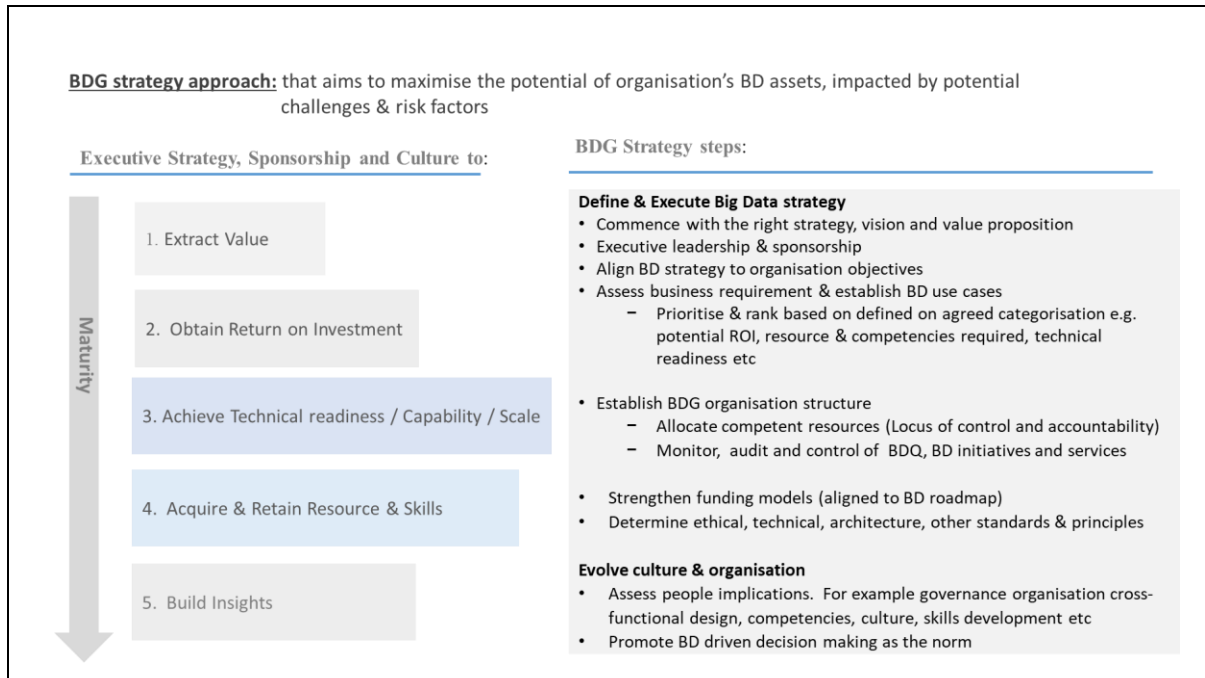 BDG strategy approach: that aims to maximise the potential of organisation's BD assets, impacted by potential
challenges & risk factors
Executive Strategy, Sponsorship and Culture to:
Maturity
1. Extract Value
2. Obtain Return on Investment
3. Achieve Technical readiness / Capability / Scale
4. Acquire & Retain Resource & Skills
5. Build Insights
BDG Strategy steps:
Define & Execute Big Data strategy
• Commence with the right strategy, vision and value proposition
• Executive leadership & sponsorship
• Align BD strategy to organisation objectives
• Assess business requirement & establish BD use cases
– Prioritise & rank based on defined on agreed categorisation e.g.
potential ROI, resource & competencies required, technical
readiness etc
• Establish BDG organisation structure
– Allocate competent resources (Locus of control and accountability)
– Monitor, audit and control of BDQ, BD initiatives and services
• Strengthen funding models (aligned to BD roadmap)
• Determine ethical, technical, architecture, other standards & principles
Evolve culture & organisation
• Assess people implications. For example governance organisation cross-
functional design, competencies, culture, skills development etc
• Promote BD driven decision making as the norm